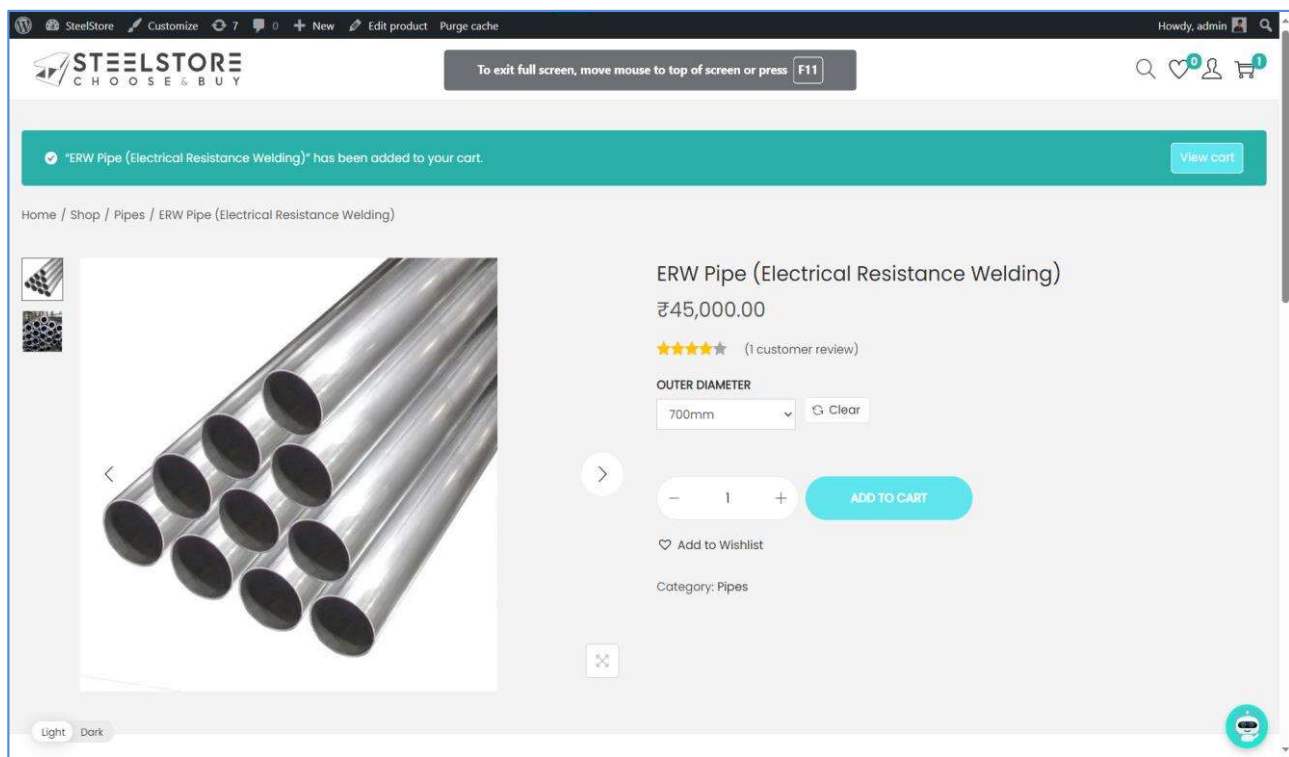 SteelStore Customize 7 0 New Edit product Purge cache Howdy, admin
STEELSTORE
CHOOSE & BUY
To exit full screen, move mouse to top of screen or press F11
0 1
"ERW Pipe (Electrical Resistance Welding)" has been added to your cart. View cart
Home / Shop / Pipes / ERW Pipe (Electrical Resistance Welding)
ERW Pipe (Electrical Resistance Welding)
₹45,000.00
(1 customer review)
OUTER DIAMETER
700mm Clear
− 1 + ADD TO CART
Add to Wishlist
Category: Pipes
Light Dark